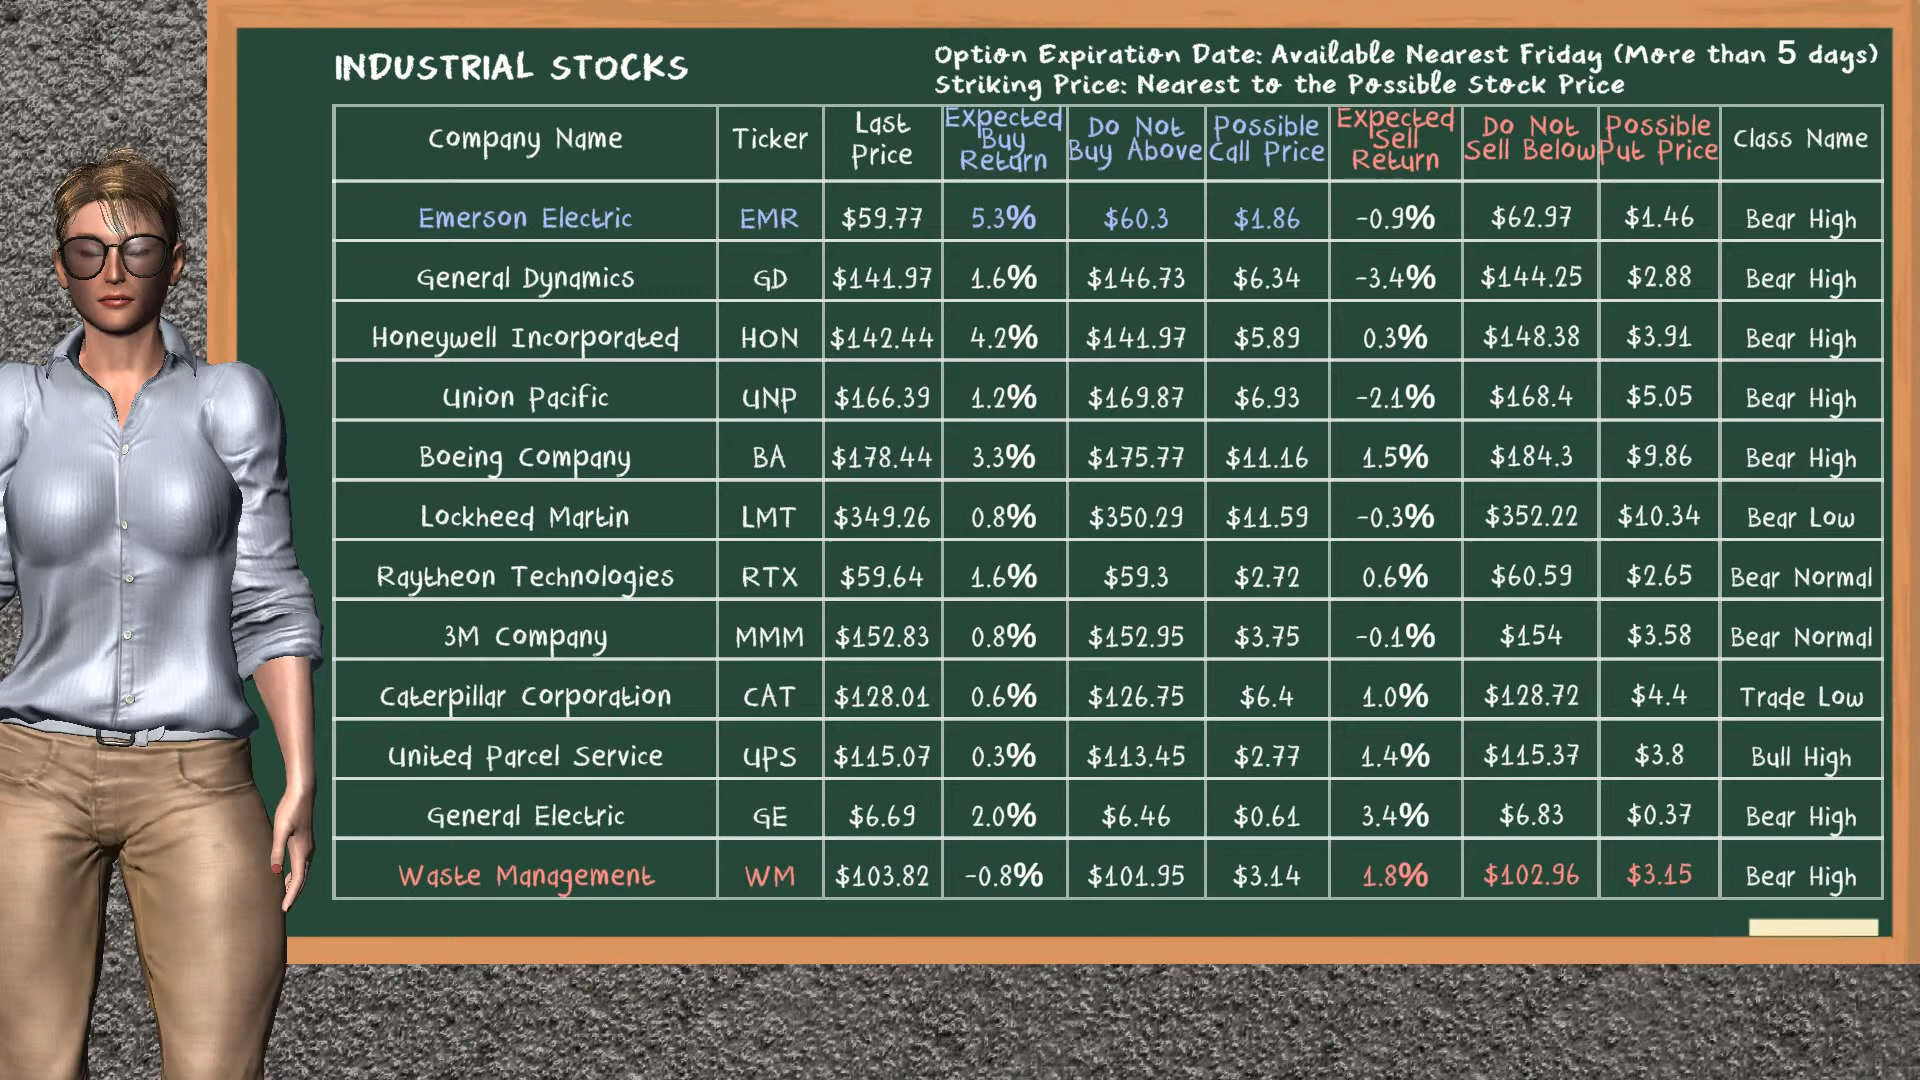 INDUSTRIAL STOCKS
Option Expiration Date: Available Nearest Friday (More than 5 days)
Striking Price: Nearest to the Possible Stock Price
Company Name Ticker Last Price Expected Buy Return Do Not Buy Above Possible Call Price Expected Sell Return Do Not Sell Below Possible Put Price Class Name
Emerson Electric EMR $59.77 5.3% $60.3 $1.86 -0.9% $62.97 $1.46 Bear High
General Dynamics GD $141.97 1.6% $146.73 $6.34 -3.4% $144.25 $2.88 Bear High
Honeywell Incorporated HON $142.44 4.2% $141.97 $5.89 0.3% $148.38 $3.91 Bear High
Union Pacific UNP $166.39 1.2% $169.87 $6.93 -2.1% $168.4 $5.05 Bear High
Boeing Company BA $178.44 3.3% $175.77 $11.16 1.5% $184.3 $9.86 Bear High
Lockheed Martin LMT $349.26 0.8% $350.29 $11.59 -0.3% $352.22 $10.34 Bear Low
Raytheon Technologies RTX $59.64 1.6% $59.3 $2.72 0.6% $60.59 $2.65 Bear Normal
3M Company MMM $152.83 0.8% $152.95 $3.75 -0.1% $154 $3.58 Bear Normal
Caterpillar Corporation CAT $128.01 0.6% $126.75 $6.4 1.0% $128.72 $4.4 Trade Low
United Parcel Service UPS $115.07 0.3% $113.45 $2.77 1.4% $115.37 $3.8 Bull High
General Electric GE $6.69 2.0% $6.46 $0.61 3.4% $6.83 $0.37 Bear High
Waste Management WM $103.82 -0.8% $101.95 $3.14 1.8% $102.96 $3.15 Bear High